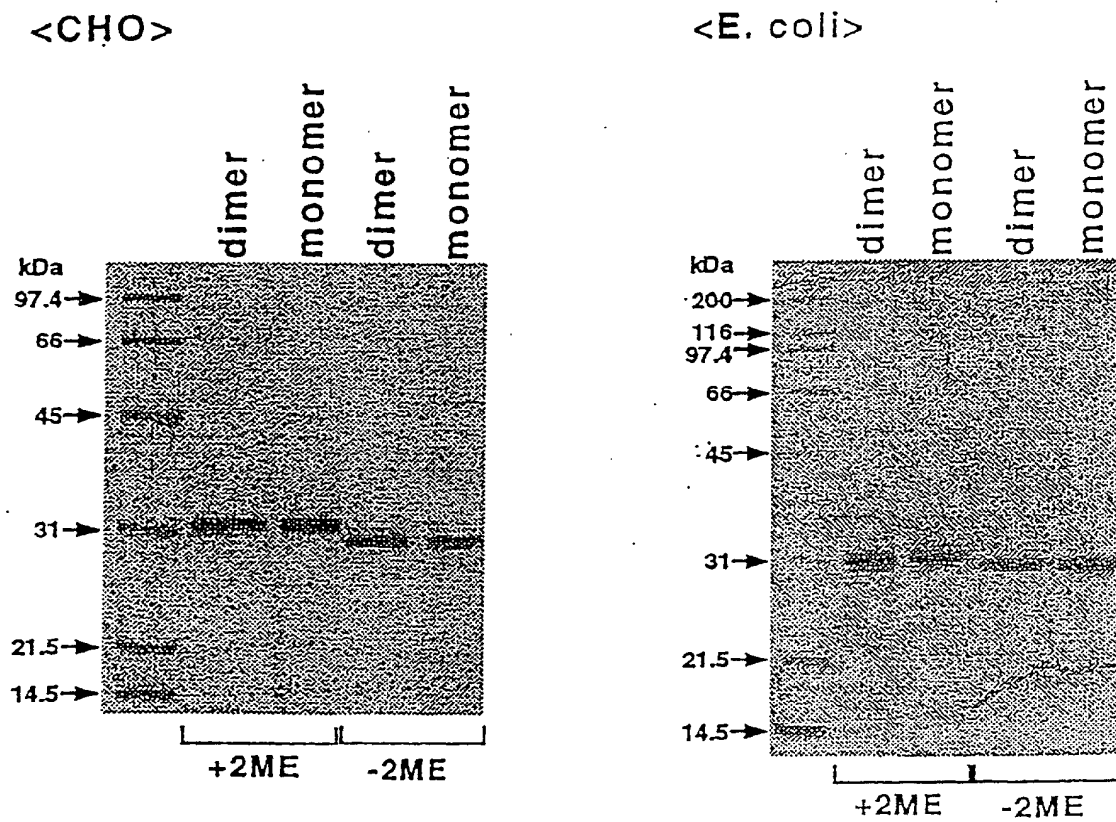 <CHO>
dimer
monomer
dimer
monomer
kDa
97.4
66
45
31
21.5
14.5
+2ME
-2ME
<E. coli>
dimer
monomer
dimer
monomer
kDa
200
116
97.4
66
45
31
21.5
14.5
+2ME
-2ME